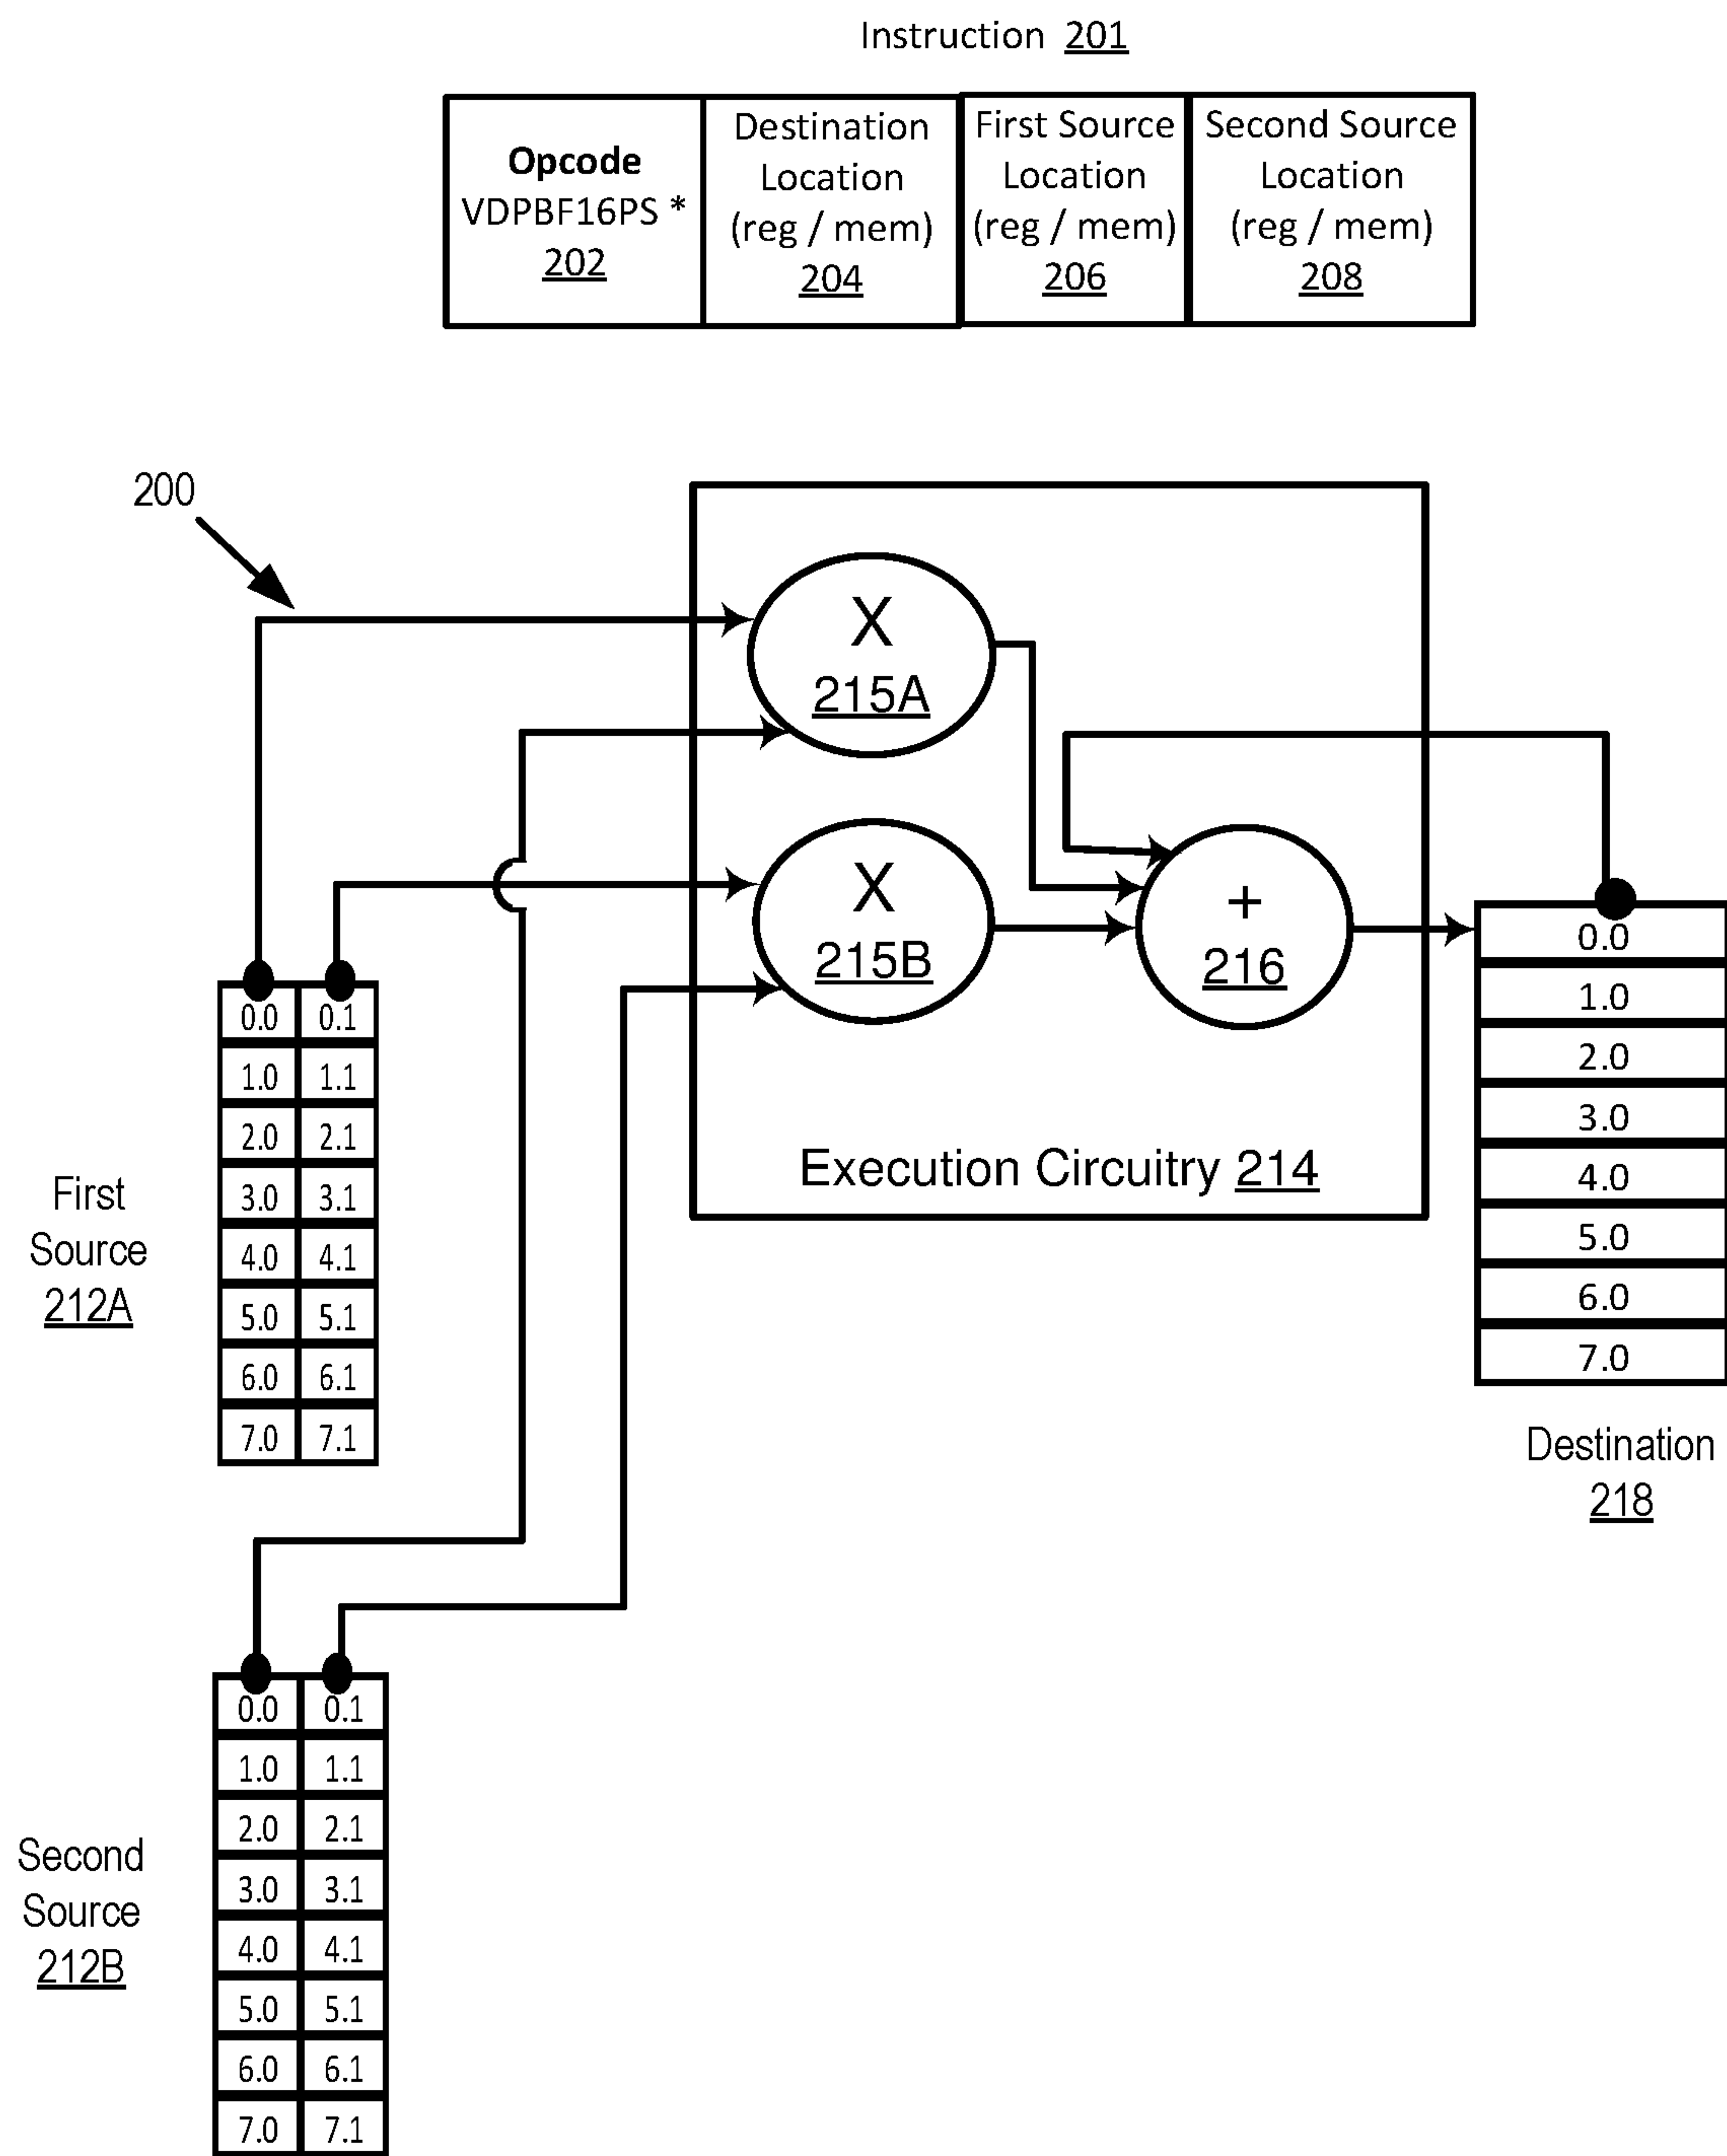 Instruction 201
Opcode
VDPBF16PS *
202
Destination
Location
(reg / mem)
204
First Source
Location
(reg / mem)
206
Second Source
Location
(reg / mem)
208
200
X
215A
X
215B
+
216
Execution Circuitry 214
First
Source
212A
0.0 0.1
1.0 1.1
2.0 2.1
3.0 3.1
4.0 4.1
5.0 5.1
6.0 6.1
7.0 7.1
0.0
1.0
2.0
3.0
4.0
5.0
6.0
7.0
Destination
218
Second
Source
212B
0.0 0.1
1.0 1.1
2.0 2.1
3.0 3.1
4.0 4.1
5.0 5.1
6.0 6.1
7.0 7.1